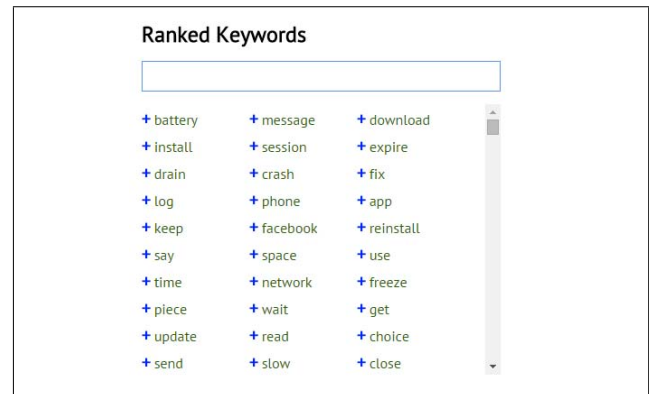 Ranked Keywords
+ battery + message + download
+ install + session + expire
+ drain + crash + fix
+ log + phone + app
+ keep + facebook + reinstall
+ say + space + use
+ time + network + freeze
+ piece + wait + get
+ update + read + choice
+ send + slow + close